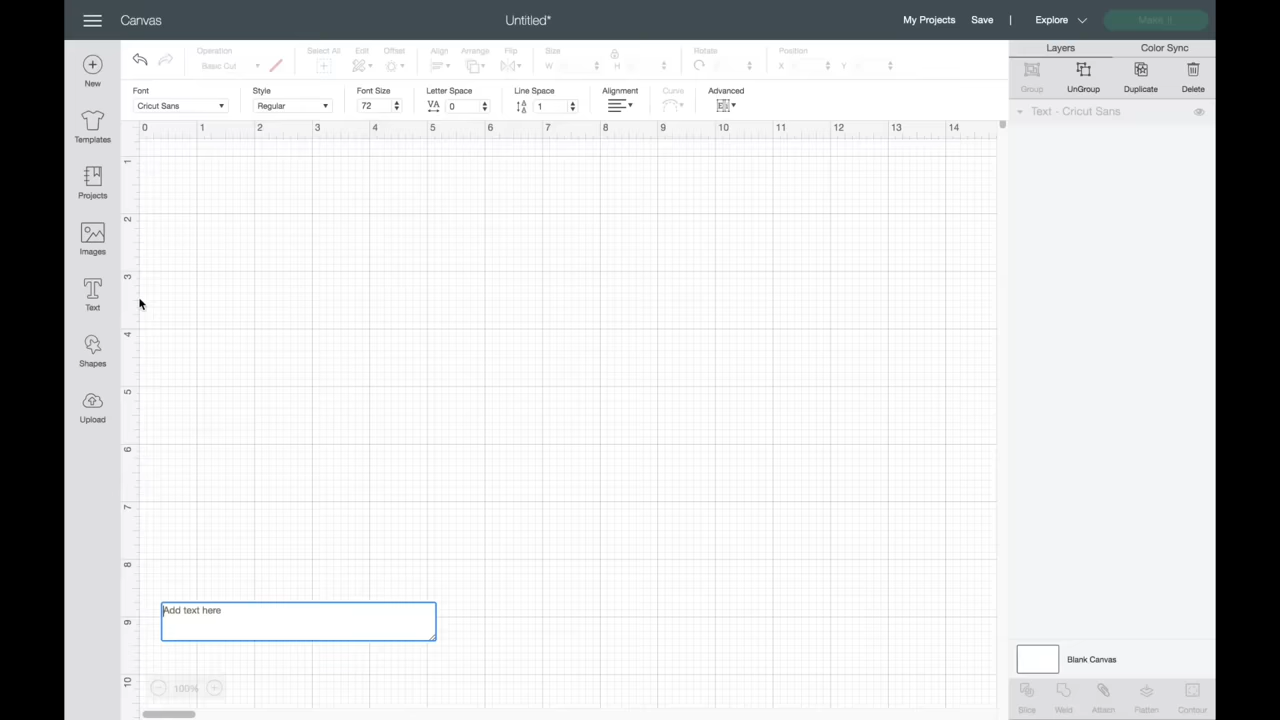 Canvas
Untitled*
My Projects
Save
|
Explore
Make It
Operation
Basic Cut
Select All
Edit
Offset
Align
Arrange
Flip
Size
W
H
Rotate
Position
X
Y
Font
Cricut Sans
Style
Regular
Font Size
72
Letter Space
VA
0
Line Space
1
Alignment
Curve
Advanced
Layers
Color Sync
Group
UnGroup
Duplicate
Delete
Text - Cricut Sans
New
Templates
Projects
Images
Text
Shapes
Upload
0 1 2 3 4 5 6 7 8 9 10 11 12 13 14
1
2
3
4
5
6
7
8
9
10
Add text here
100%
Blank Canvas
Slice
Weld
Attach
Flatten
Contour